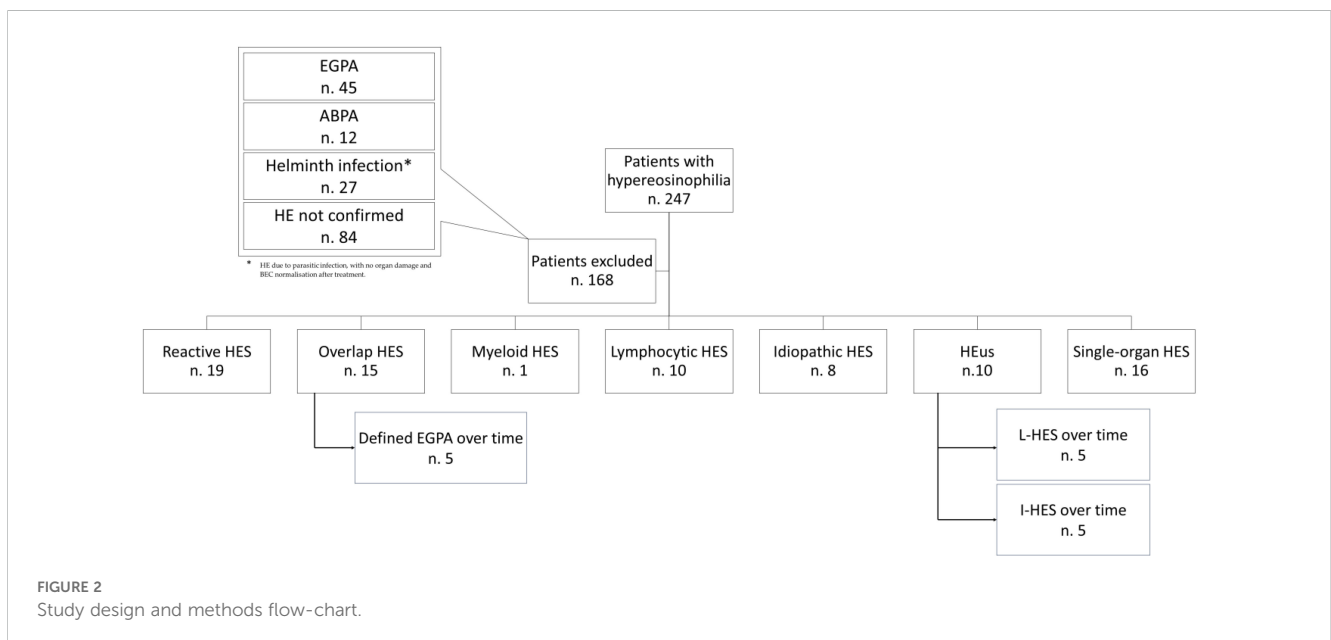 EGPA
n. 45
ABPA
n. 12
Helminth infection*
n. 27
HE not confirmed
n. 84
* HE due to parasitic infection, with no organ damage and
BEC normalisation after treatment.
Patients with
hypereosinophilia
n. 247
Patients excluded
n. 168
Reactive HES
n. 19
Overlap HES
n. 15
Myeloid HES
n. 1
Lymphocytic HES
n. 10
Idiopathic HES
n. 8
HEus
n.10
Single-organ HES
n. 16
Defined EGPA over time
n. 5
L-HES over time
n. 5
I-HES over time
n. 5
FIGURE 2
Study design and methods flow-chart.